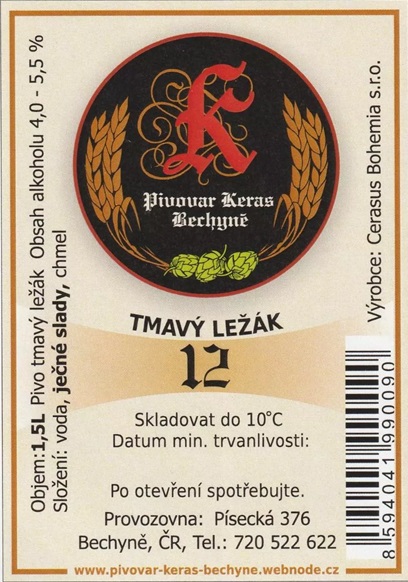 K
Pivovar Keras
Bechyně
TMAVÝ LEŽÁK
12
Skladovat do 10°C
Datum min. trvanlivosti:
Po otevření spotřebujte.
Provozovna: Písecká 376
Bechyně, ČR, Tel.: 720 522 622
www.pivovar-keras-bechyne.webnode.cz
Objem:1,5L Pivo tmavý ležák Obsah alkoholu 4,0 - 5,5 %
Složení: voda, ječné slady, chmel
Výrobce: Cerasus Bohemia s.r.o.
8 594041 990090